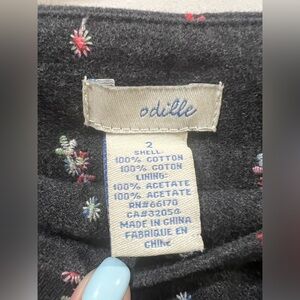 odille
2
SHELL:
100% COTTON
100% COTTON
LINING:
100% ACETATE
100% ACETATE
RN#66170
CA#32054
MADE IN CHINA
FABRIQUE EN
CHINE